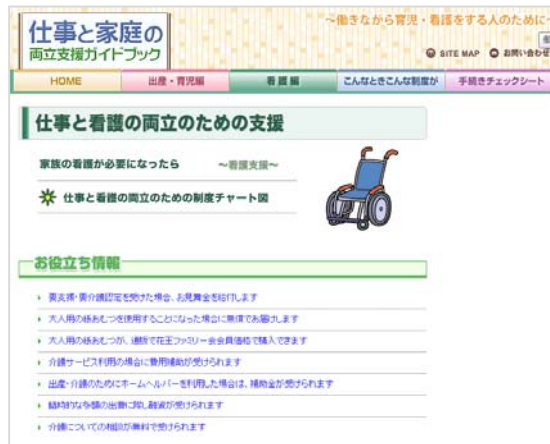 ～働きながら育児・看護をする人のために～
仕事と家庭の
両立支援ガイドブック
SITE MAP お問い合わせ
HOME 出産・育児編 看護編 こんなときこんな制度が 手続きチェックシート
仕事と看護の両立のための支援
家族の看護が必要になったら ～看護支援～
仕事と看護の両立のための制度チャート図
お役立ち情報
要支援・要介護認定を受けた場合、お見舞金を給付します
大人用の紙おむつを使用することになった場合に無償でお届けします
大人用の紙おむつが、通販で花王ファミリー会会員価格で購入できます
介護サービス利用の場合に費用補助が受けられます
出産・介護のためにホームヘルパーを利用した場合は、補助金が受けられます
臨時的な多額の出費に際し融資が受けられます
介護についての相談が無料で受けられます